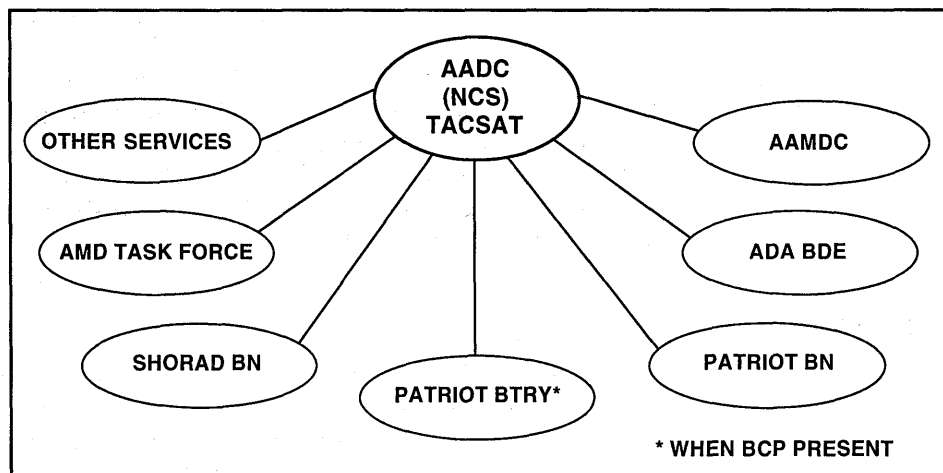 AADC
(NCS)
TACSAT
OTHER SERVICES
AAMDC
AMD TASK FORCE
ADA BDE
SHORAD BN
PATRIOT BTRY*
PATRIOT BN
* WHEN BCP PRESENT